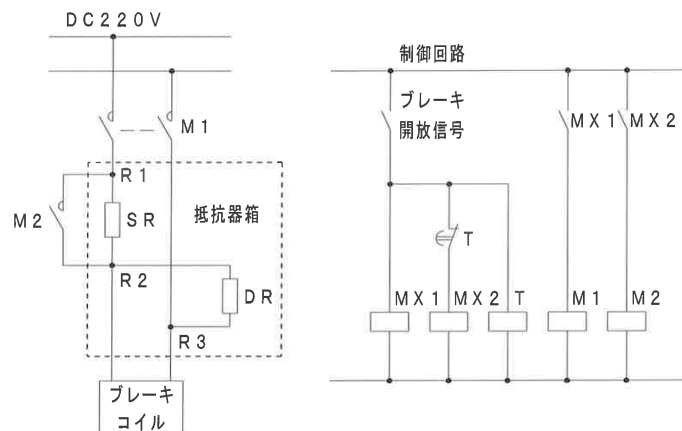 DC220V
M1
R1
抵抗器箱
M2
SR
R2
DR
R3
ブレーキ
コイル
制御回路
ブレーキ
開放信号
MX1
MX2
T
MX1
MX2
T
M1
M2